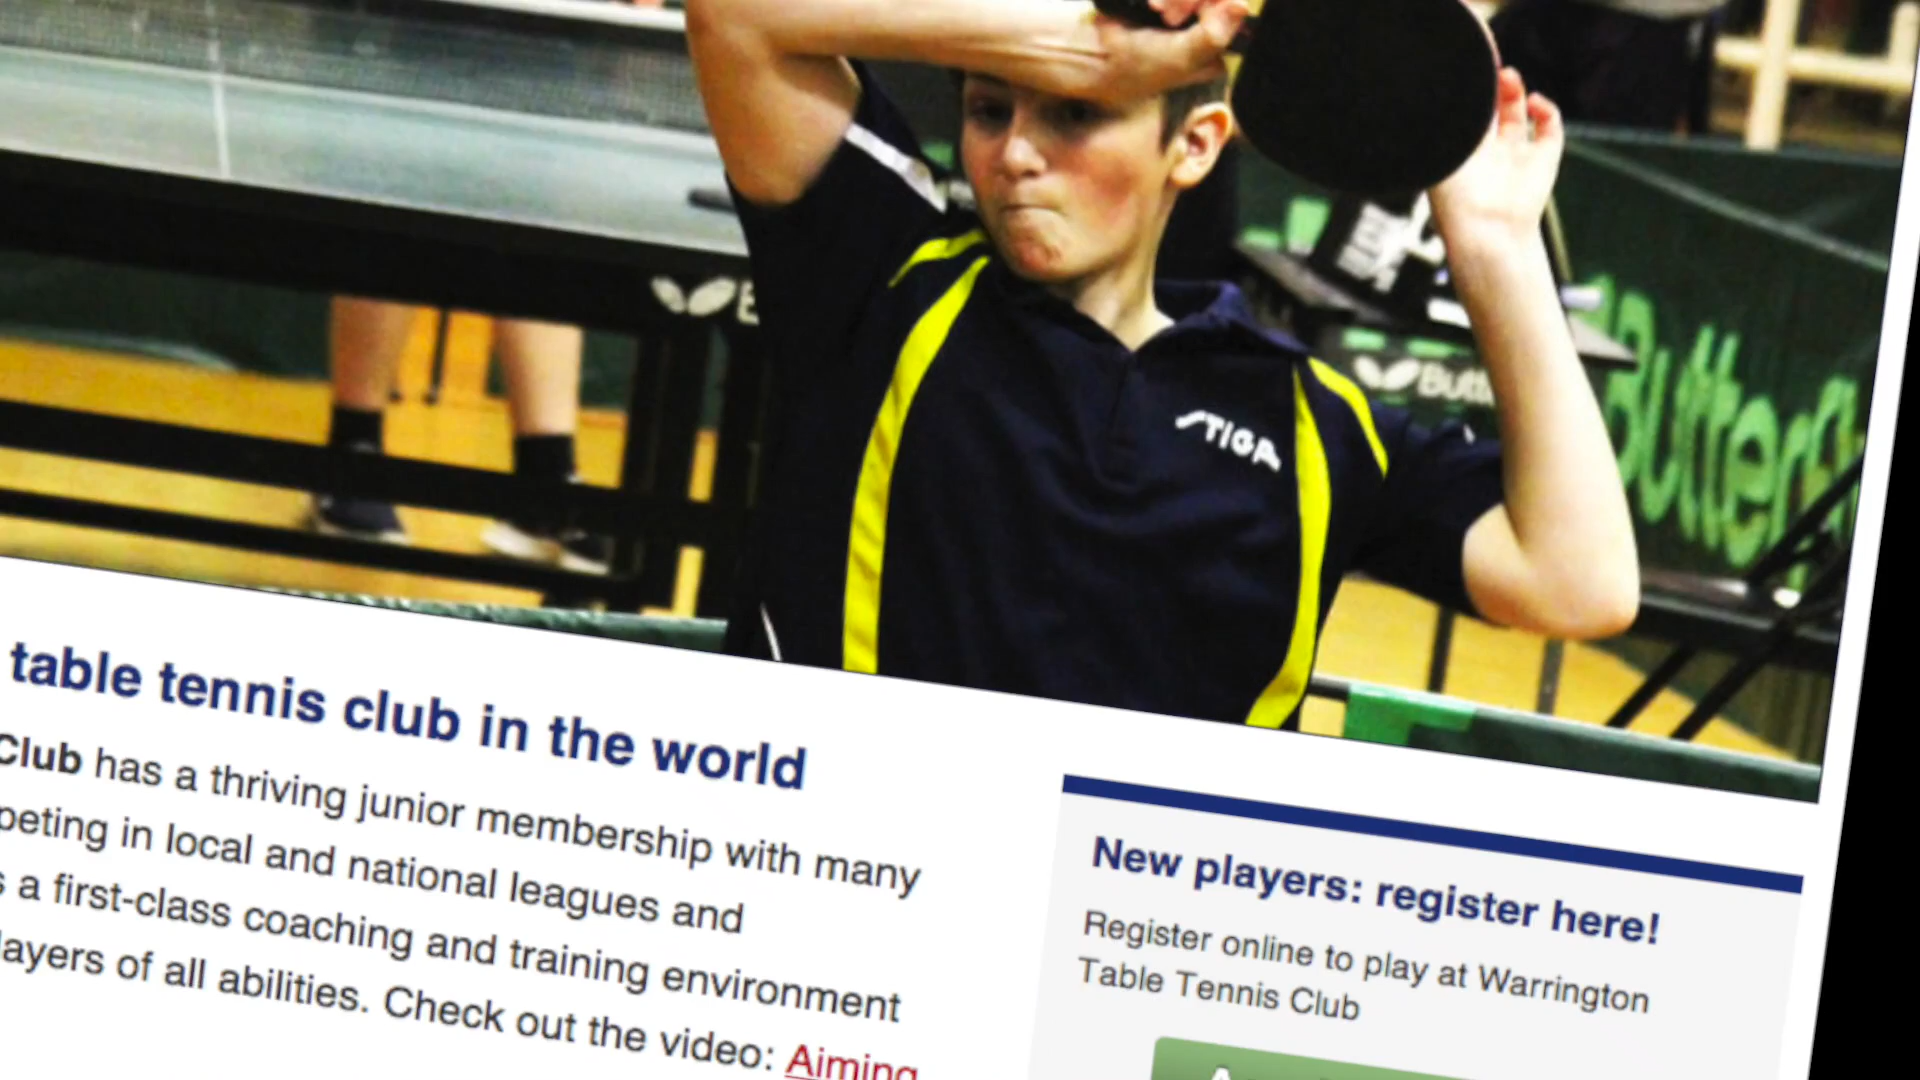 STIGA
table tennis club in the world
Club has a thriving junior membership with many
peting in local and national leagues and
s a first-class coaching and training environment
layers of all abilities. Check out the video: Aiming
New players: register here!
Register online to play at Warrington
Table Tennis Club